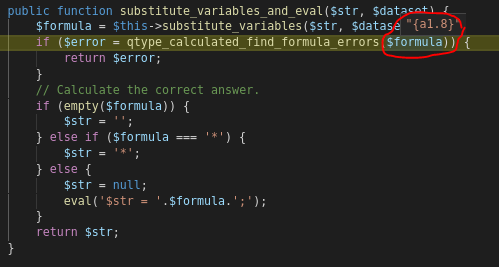 public function substitute_variables_and_eval($str, $dataset) {
    $formula = $this->substitute_variables($str, $datase "{a1.8}"
    if ($error = qtype_calculated_find_formula_errors($formula)) {
        return $error;
    }
    // Calculate the correct answer.
    if (empty($formula)) {
        $str = '';
    } else if ($formula === '*') {
        $str = '*';
    } else {
        $str = null;
        eval('$str = '.$formula.';');
    }
    return $str;
}